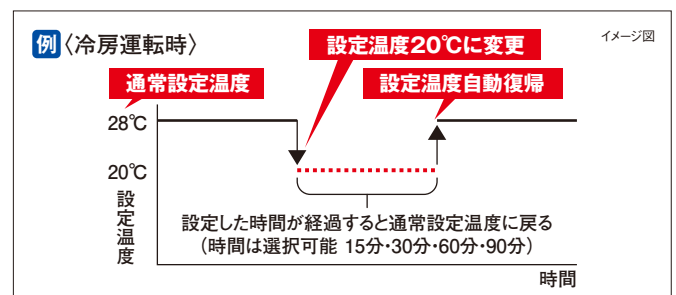 例〈冷房運転時〉
イメージ図
設定温度20℃に変更
通常設定温度
設定温度自動復帰
28℃
20℃
設定温度
設定した時間が経過すると通常設定温度に戻る
（時間は選択可能 15分・30分・60分・90分）
時間